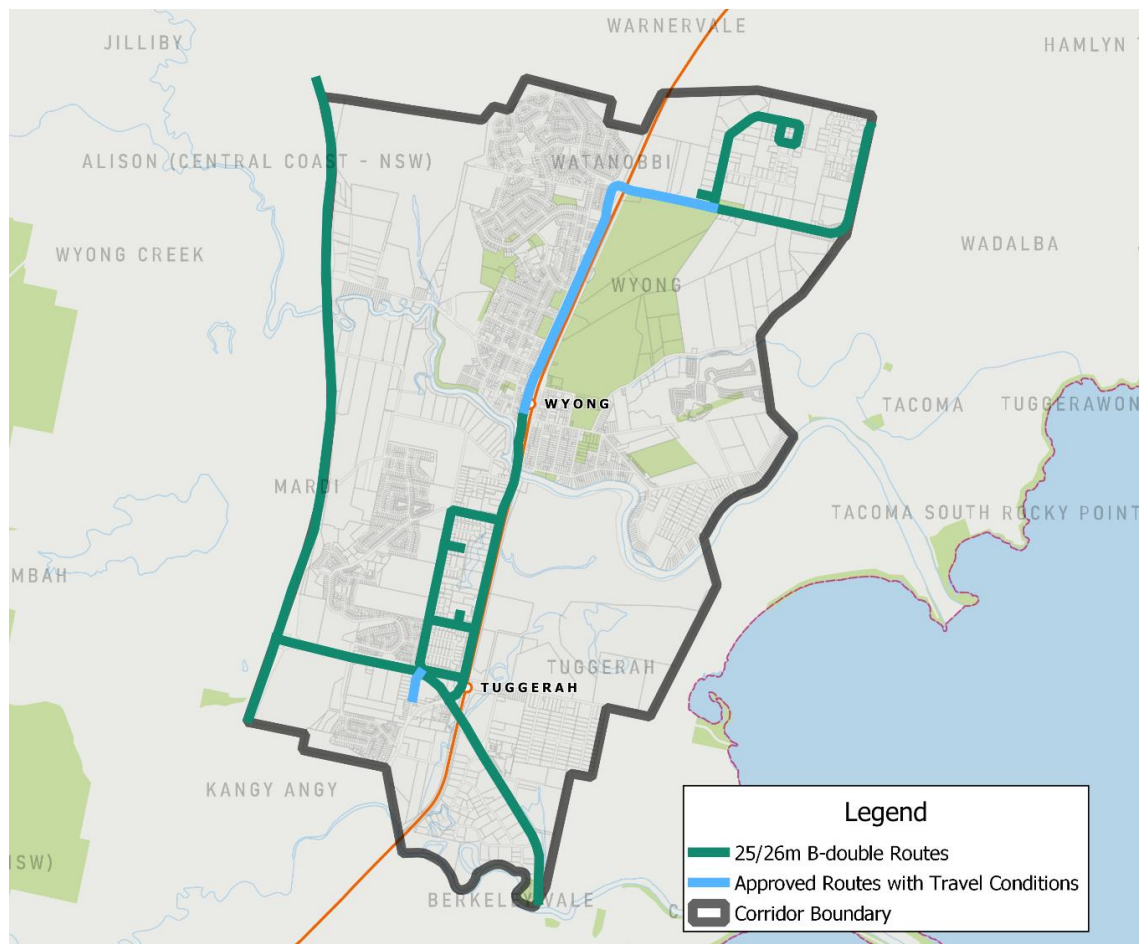 WARNERVALE
JILLIBY
HAMLYN
ALISON (CENTRAL COAST - NSW)
WATANOBBI
WYONG CREEK
WADALBA
WYONG
WYONG
TACOMA
TUGGERAWON
MARDI
TACOMA SOUTH
ROCKY POINT
MBAH
TUGGERAH
TUGGERAH
KANGY ANGY
NSW)
BERKELEY VALE
Legend
25/26m B-double Routes
Approved Routes with Travel Conditions
Corridor Boundary